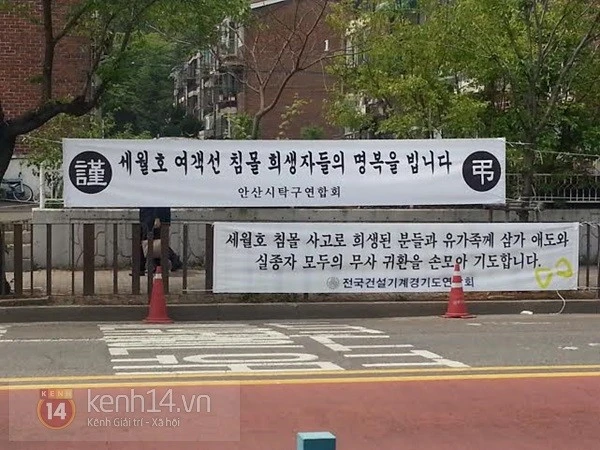 謹 세월호 여객선 침몰 희생자들의 명복을 빕니다 弔
안산시탁구연합회
세월호 침몰 사고로 희생된 분들과 유가족께 삼가 애도와
실종자 모두의 무사 귀환을 손모아 기도합니다.
전국건설기계경기도연합회
KÊNH
14
kenh14.vn
Kênh Giải trí - Xã hội